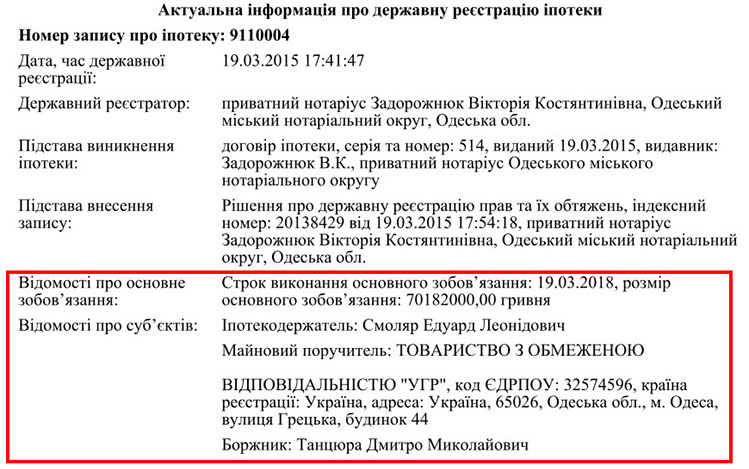 Актуальна інформація про державну реєстрацію іпотеки
Номер запису про іпотеку: 9110004
Дата, час державної реєстрації: 19.03.2015 17:41:47
Державний реєстратор: приватний нотаріус Задорожнюк Вікторія Костянтинівна, Одеський
міський нотаріальний округ, Одеська обл.
Підстава виникнення іпотеки: договір іпотеки, серія та номер: 514, виданий 19.03.2015, видавник:
Задорожнюк В.К., приватний нотаріус Одеського міського
нотаріального округу
Підстава внесення запису: Рішення про державну реєстрацію прав та їх обтяжень, індексний
номер: 20138429 від 19.03.2015 17:54:18, приватний нотаріус
Задорожнюк Вікторія Костянтинівна, Одеський міський нотаріальний
округ, Одеська обл.
Відомості про основне зобов’язання: Строк виконання основного зобов’язання: 19.03.2018, розмір
основного зобов’язання: 70182000,00 гривня
Відомості про суб’єктів: Іпотекодержатель: Смоляр Едуард Леонідович
Майновий поручитель: ТОВАРИСТВО З ОБМЕЖЕНОЮ
ВІДПОВІДАЛЬНІСТЮ "УГР", код ЄДРПОУ: 32574596, країна
реєстрації: Україна, адреса: Україна, 65026, Одеська обл., м. Одеса,
вулиця Грецька, будинок 44
Боржник: Танцюра Дмитро Миколайович